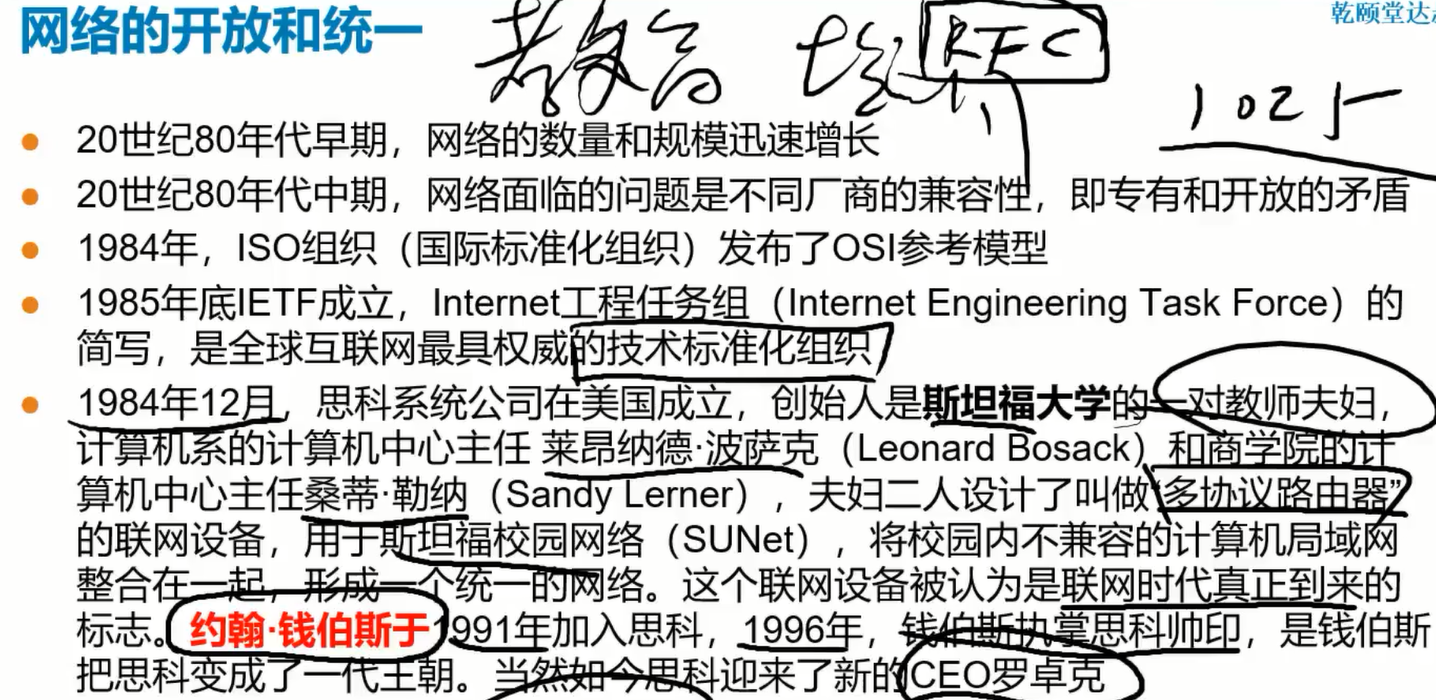 网络的开放和统一
乾颐堂达
教育 培 RFC
1025
20世纪80年代早期，网络的数量和规模迅速增长
20世纪80年代中期，网络面临的问题是不同厂商的兼容性，即专有和开放的矛盾
1984年，ISO组织（国际标准化组织）发布了OSI参考模型
1985年底IETF成立，Internet工程任务组（Internet Engineering Task Force）的
简写，是全球互联网最具权威的技术标准化组织
1984年12月，思科系统公司在美国成立，创始人是斯坦福大学的一对教师夫妇，
计算机系的计算机中心主任 莱昂纳德·波萨克（Leonard Bosack）和商学院的计
算机中心主任桑蒂·勒纳（Sandy Lerner），夫妇二人设计了叫做“多协议路由器”
的联网设备，用于斯坦福校园网络（SUNet），将校园内不兼容的计算机局域网
整合在一起，形成一个统一的网络。这个联网设备被认为是联网时代真正到来的
标志。约翰·钱伯斯于1991年加入思科，1996年，钱伯斯执掌思科帅印，是钱伯斯
把思科变成了一代王朝。当然如今思科迎来了新的CEO罗卓克